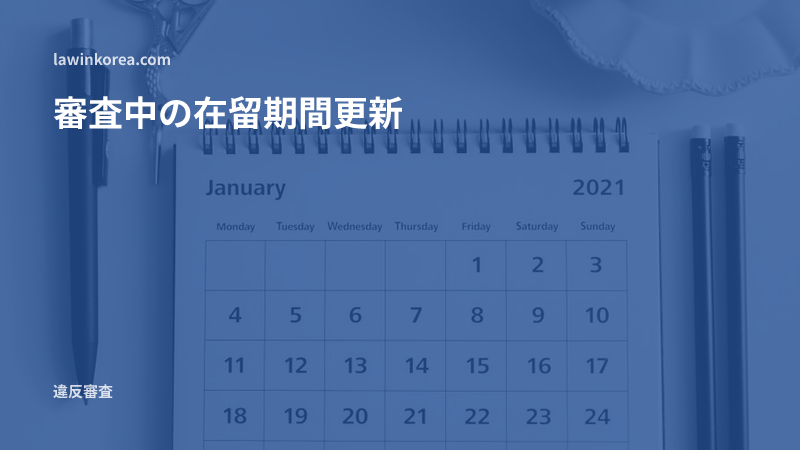 lawinkorea.com
審査中の在留期間更新
January 2021
Monday Tuesday Wednesday Thursday Friday Saturday Sunday
1 2 3
4 5 6 7 8 9 10
11 12 13 14 15 16 17
18 19 20 21 22 23 24
違反審査